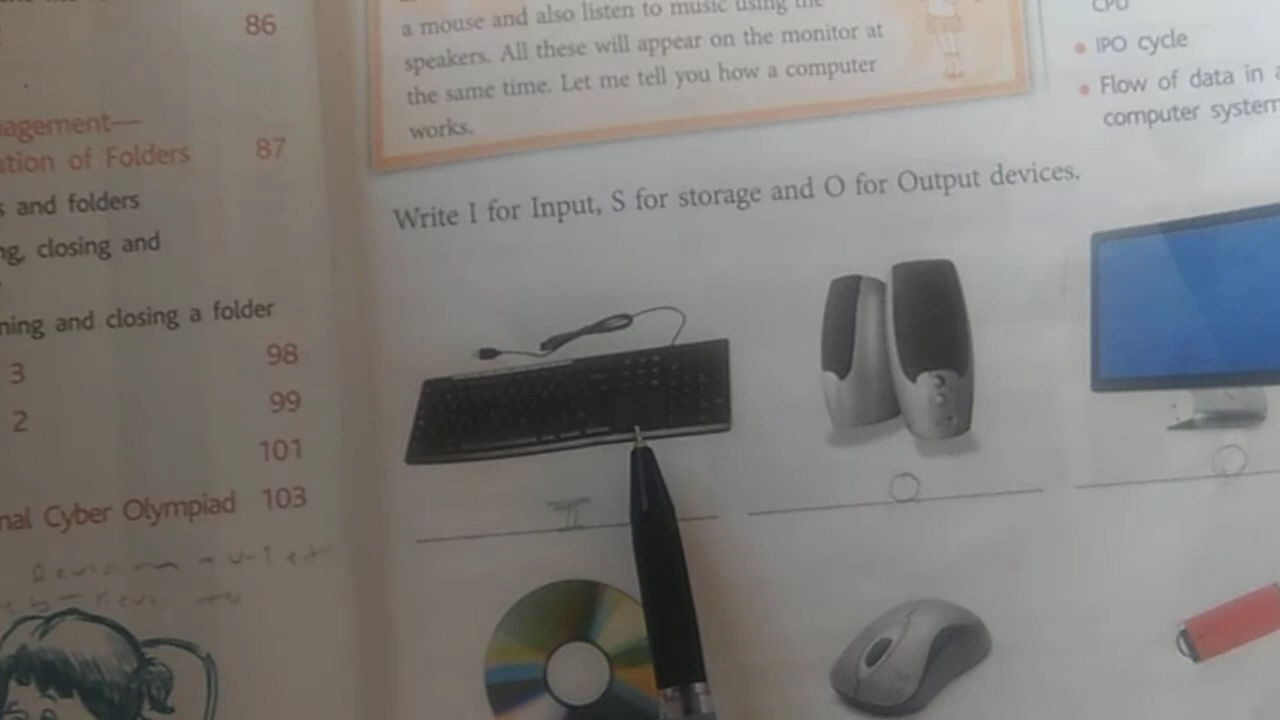 86
agement—
ation of Folders 87
s and folders
ng, closing and
ning and closing a folder
3 98
2 99
101
nal Cyber Olympiad 103
a mouse and also listen to music using the
speakers. All these will appear on the monitor at
the same time. Let me tell you how a computer
works.
CPU
• IPO cycle
• Flow of data in a
computer system
Write I for Input, S for storage and O for Output devices.
I
O
O